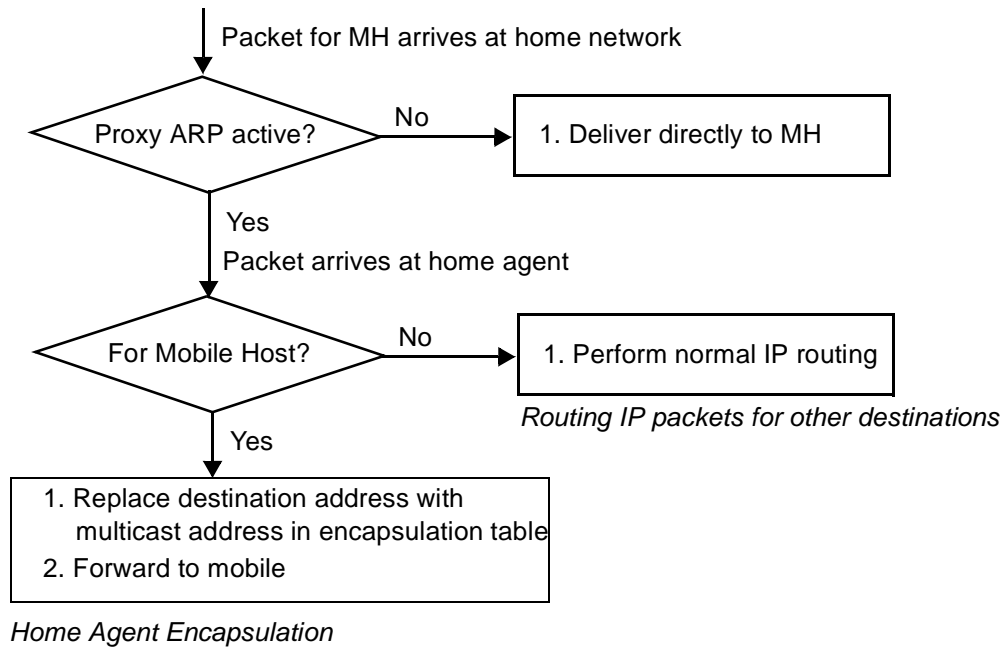 Packet for MH arrives at home network
Proxy ARP active?
No
1. Deliver directly to MH
Yes
Packet arrives at home agent
For Mobile Host?
No
1. Perform normal IP routing
Routing IP packets for other destinations
Yes
1. Replace destination address with
multicast address in encapsulation table
2. Forward to mobile
Home Agent Encapsulation